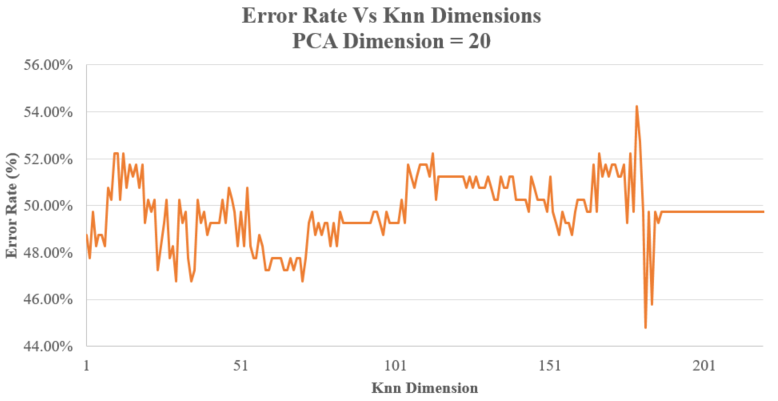 Error Rate Vs Knn Dimensions
PCA Dimension = 20
56.00%
54.00%
52.00%
50.00%
48.00%
46.00%
44.00%
Error Rate (%)
1 51 101 151 201
Knn Dimension